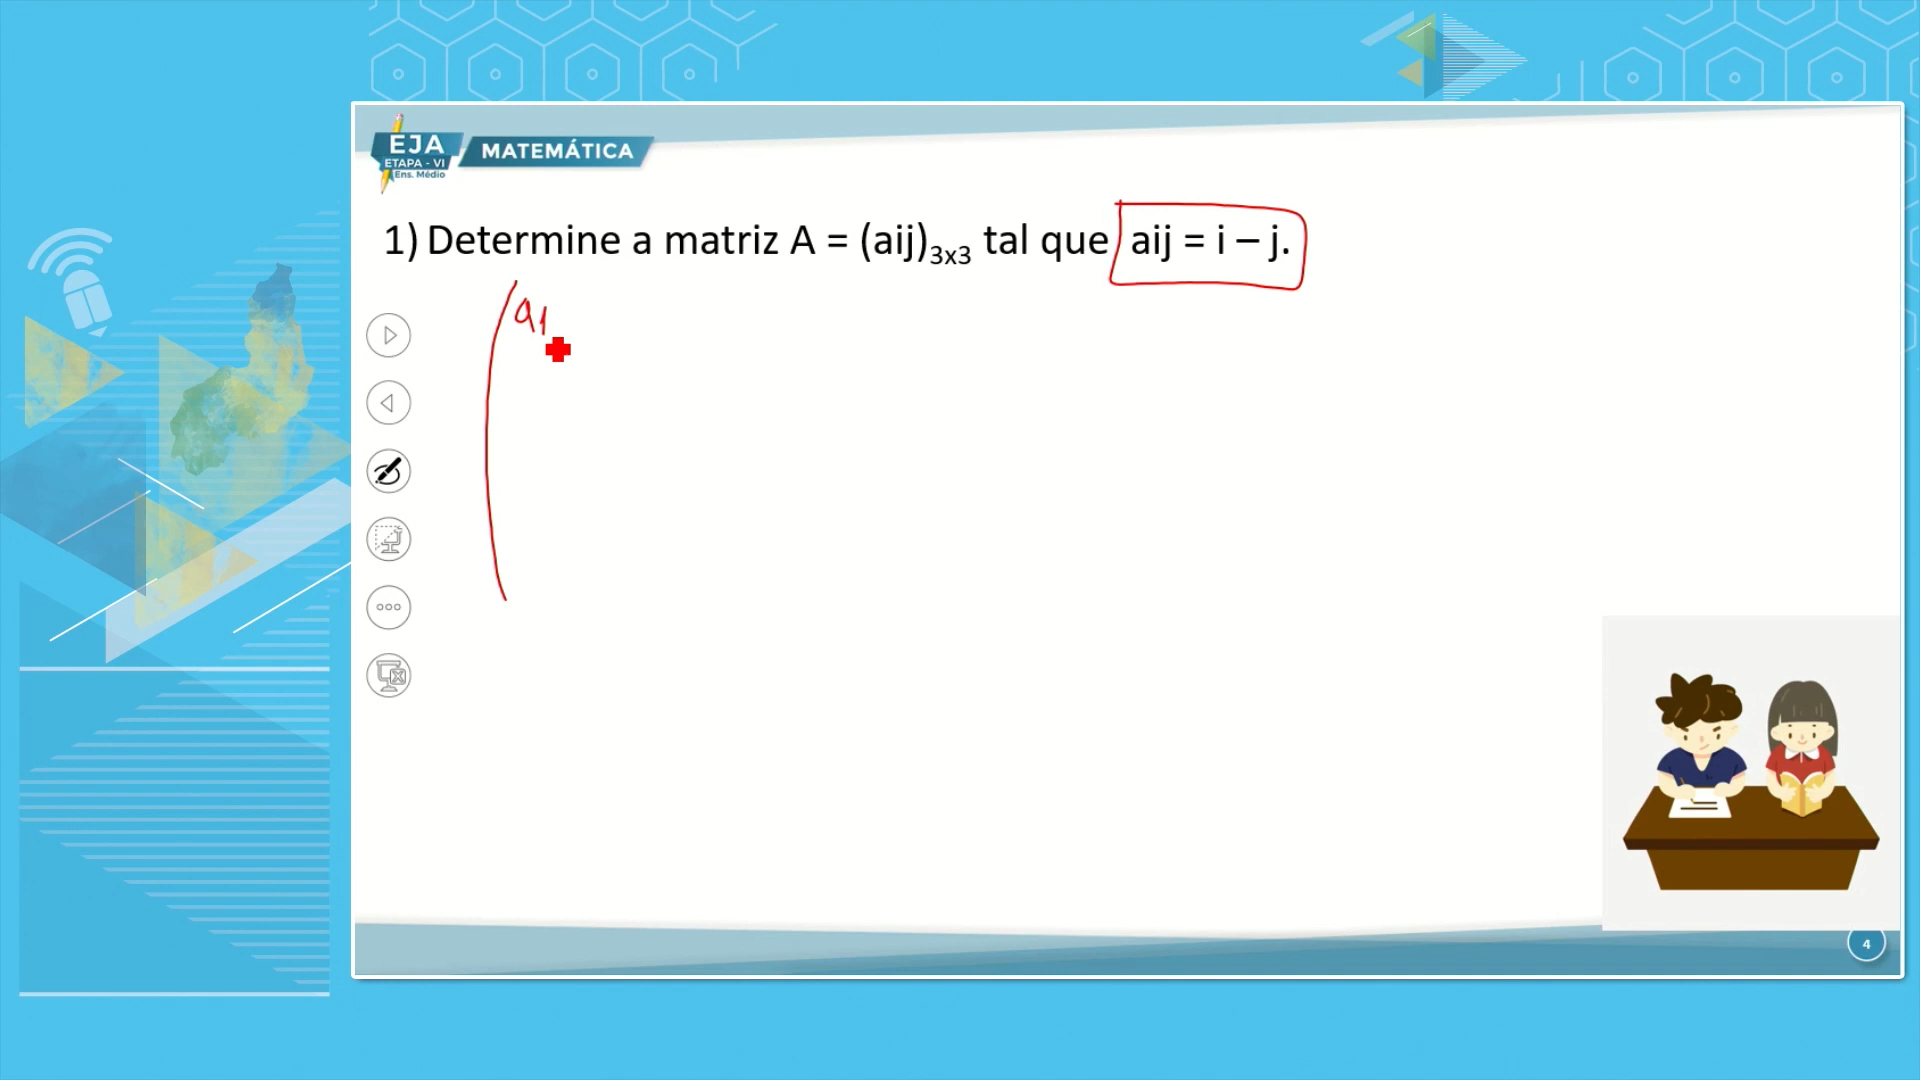 EJA
ETAPA - VI
Ens. Médio
MATEMÁTICA
1) Determine a matriz A = (aij)3x3 tal que aij = i – j.
a1
4